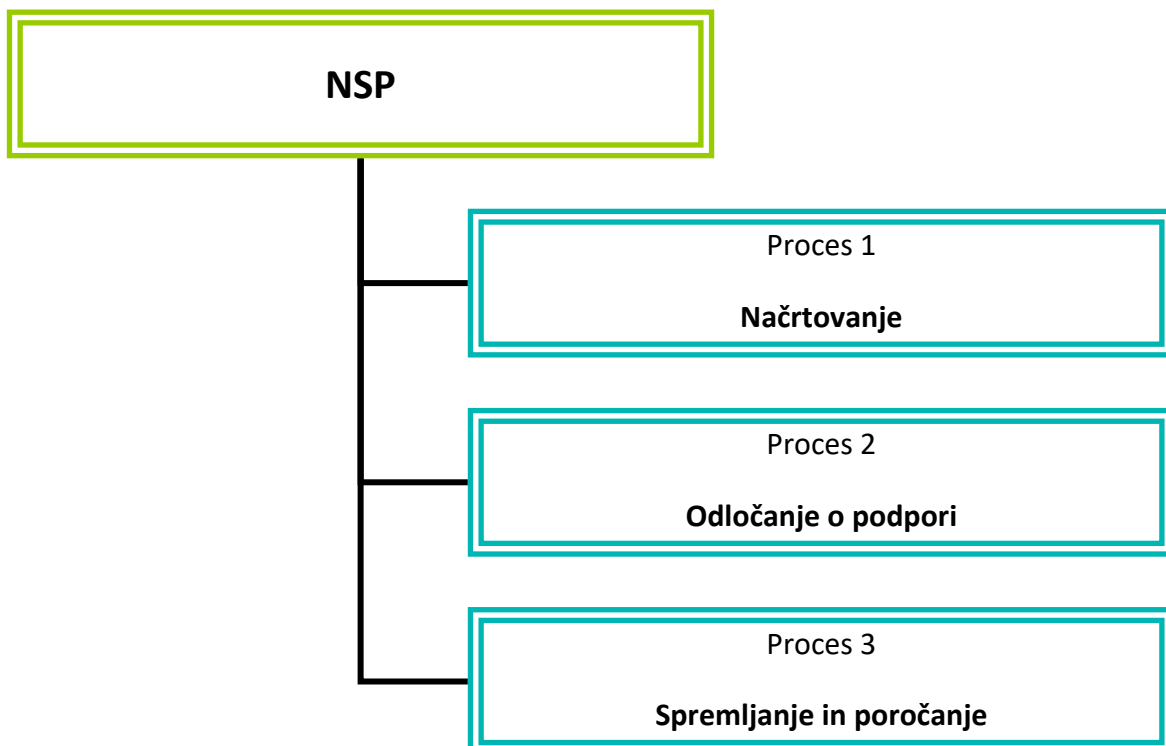 NSP
Proces 1
Načrtovanje
Proces 2
Odločanje o podpori
Proces 3
Spremljanje in poročanje